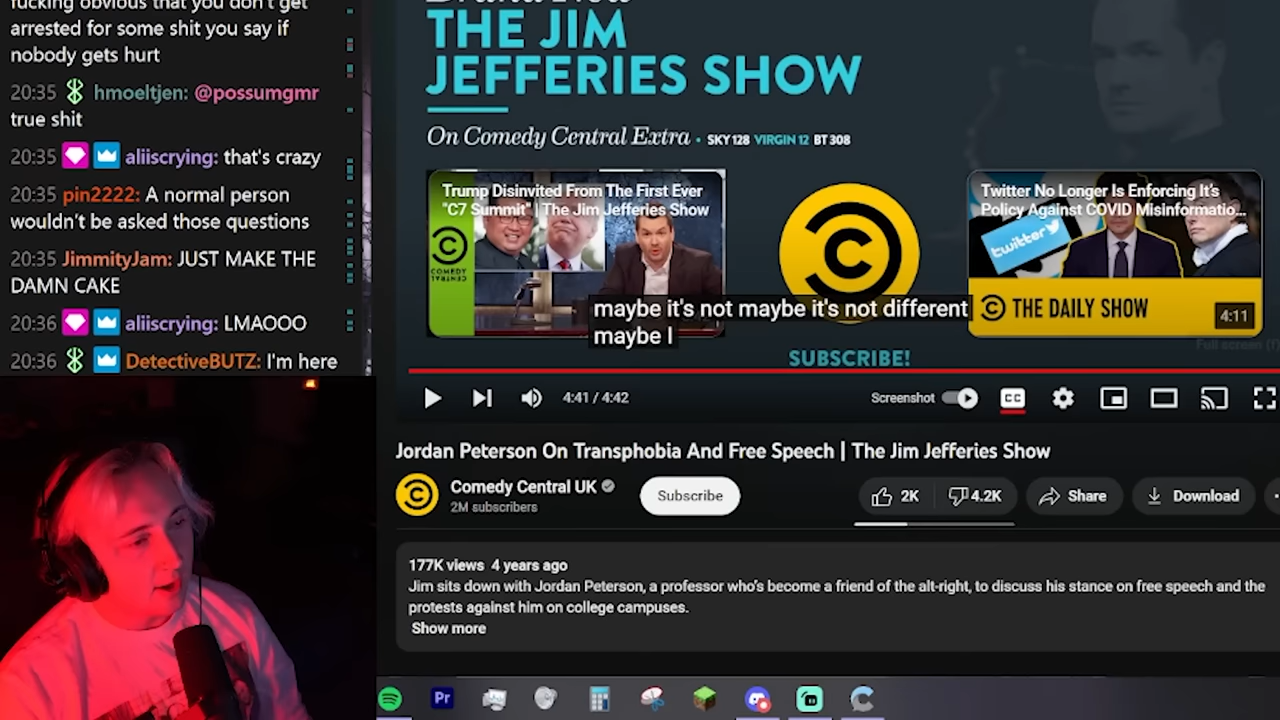 fucking obvious that you don't get
arrested for some shit you say if
nobody gets hurt
20:35 hmoeltjen: @possumgmr
true shit
20:35 aliiscrying: that's crazy
20:35 pin2222: A normal person
wouldn't be asked those questions
20:35 JimmityJam: JUST MAKE THE
DAMN CAKE
20:36 aliiscrying: LMAOOO
20:36 DetectiveBUTZ: I'm here
THE JIM
JEFFERIES SHOW
On Comedy Central Extra • SKY 128 VIRGIN 12 BT 308
Trump Disinvited From The First Ever
"C7 Summit" | The Jim Jefferies Show
COMEDY
CENTRAL
Twitter No Longer Is Enforcing It's
Policy Against COVID Misinformatio...
twitter
THE DAILY SHOW
4:11
maybe it's not maybe it's not different
maybe I
SUBSCRIBE!
Full screen (f)
4:41 / 4:42
Screenshot
CC
Jordan Peterson On Transphobia And Free Speech | The Jim Jefferies Show
Comedy Central UK
2M subscribers
Subscribe
2K
4.2K
Share
Download
177K views 4 years ago
Jim sits down with Jordan Peterson, a professor who's become a friend of the alt-right, to discuss his stance on free speech and the
protests against him on college campuses.
Show more
Pr